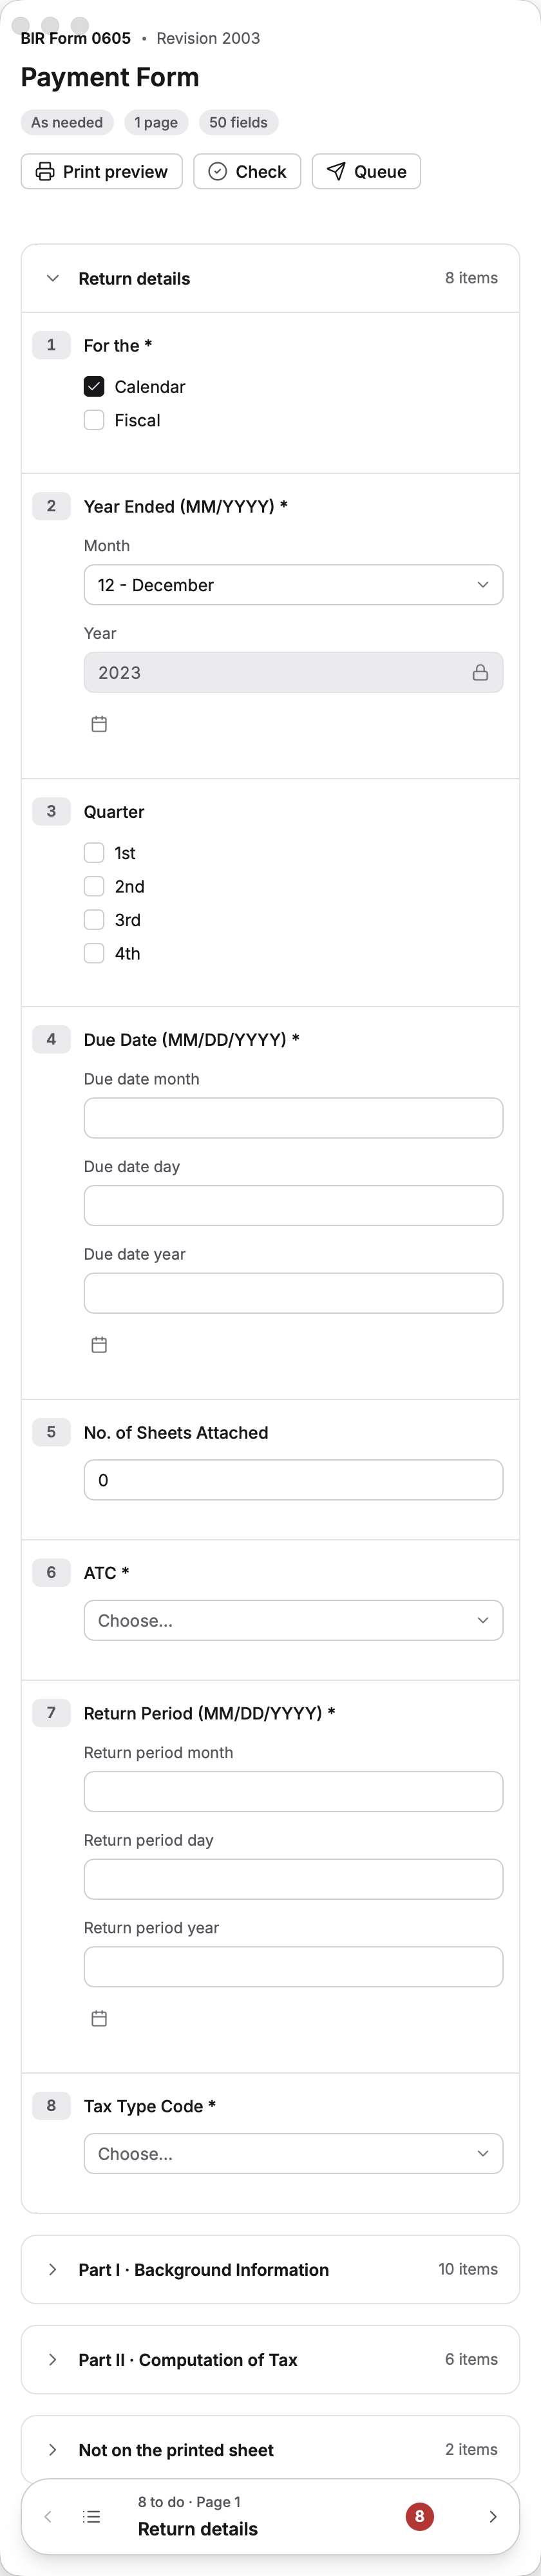 BIR Form 0605 • Revision 2003
Payment Form
As needed
1 page
50 fields
Print preview
Check
Queue
Return details
8 items
1
For the *
Calendar
Fiscal
2
Year Ended (MM/YYYY) *
Month
12 - December
Year
2023
3
Quarter
1st
2nd
3rd
4th
4
Due Date (MM/DD/YYYY) *
Due date month
Due date day
Due date year
5
No. of Sheets Attached
0
6
ATC *
Choose...
7
Return Period (MM/DD/YYYY) *
Return period month
Return period day
Return period year
8
Tax Type Code *
Choose...
Part I · Background Information
10 items
Part II · Computation of Tax
6 items
Not on the printed sheet
2 items
8 to do · Page 1
Return details
8